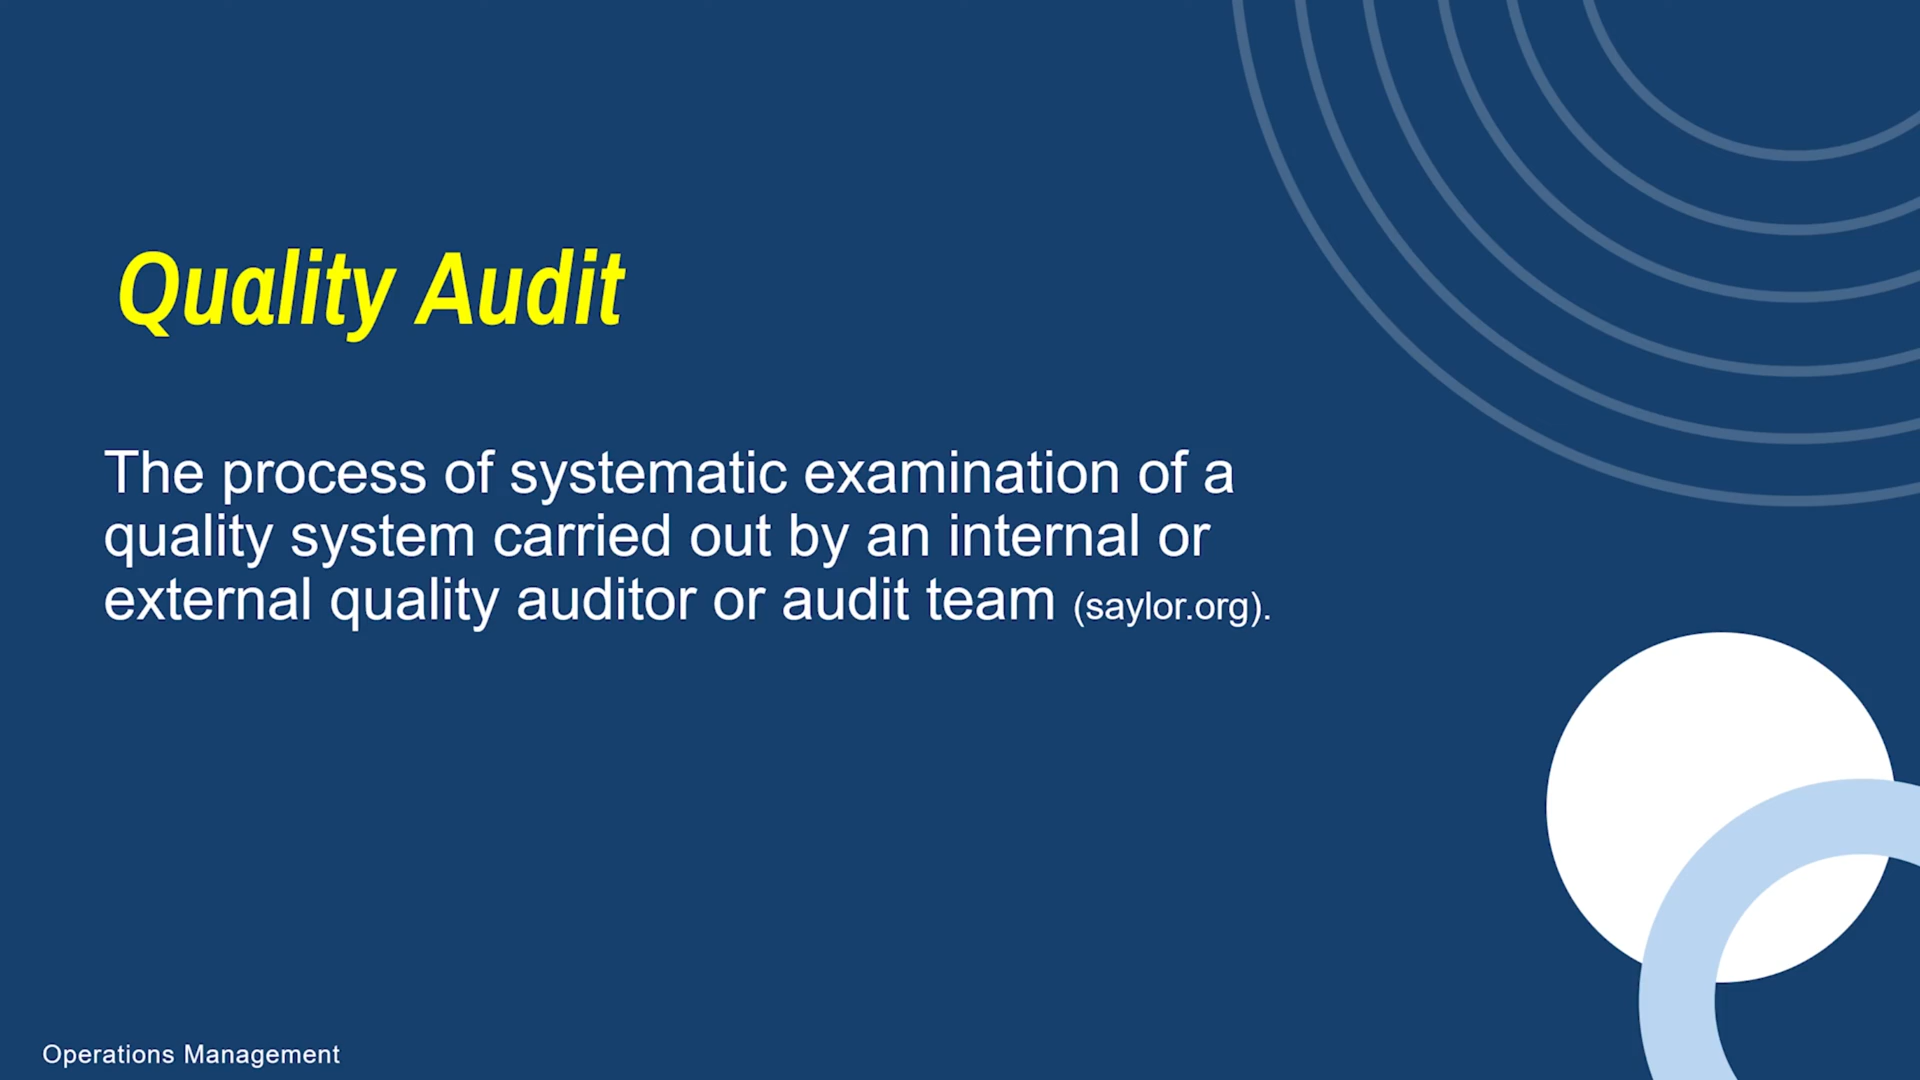 Quality Audit
The process of systematic examination of a
quality system carried out by an internal or
external quality auditor or audit team (saylor.org).
Operations Management